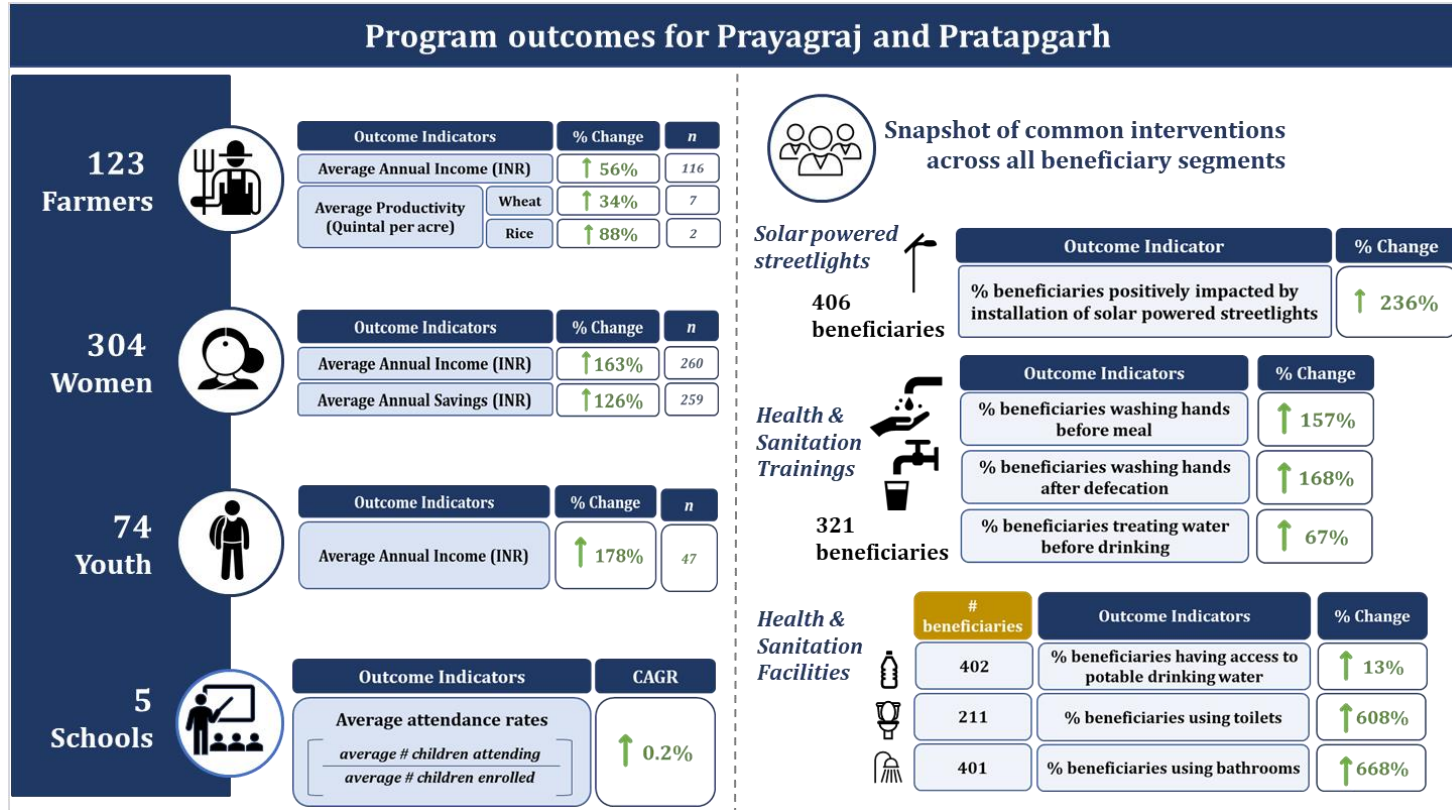 Program outcomes for Prayagraj and Pratapgarh
123
Farmers
Outcome Indicators % Change n
Average Annual Income (INR) ↑ 56% 116
Average Productivity
(Quintal per acre)
Wheat ↑ 34% 7
Rice ↑ 88% 2
304
Women
Outcome Indicators % Change n
Average Annual Income (INR) ↑163% 260
Average Annual Savings (INR) ↑126% 259
74
Youth
Outcome Indicators % Change n
Average Annual Income (INR) ↑ 178% 47
5
Schools
Outcome Indicators CAGR
Average attendance rates
average # children attending
average # children enrolled
↑ 0.2%
Snapshot of common interventions
across all beneficiary segments
Solar powered
streetlights
406
beneficiaries
Outcome Indicator % Change
% beneficiaries positively impacted by
installation of solar powered streetlights
↑ 236%
Health &
Sanitation
Trainings
321
beneficiaries
Outcome Indicators % Change
% beneficiaries washing hands
before meal
↑ 157%
% beneficiaries washing hands
after defecation
↑ 168%
% beneficiaries treating water
before drinking
↑ 67%
Health &
Sanitation
Facilities
#
beneficiaries
Outcome Indicators % Change
402
% beneficiaries having access to
potable drinking water
↑ 13%
211 % beneficiaries using toilets ↑608%
401 % beneficiaries using bathrooms ↑668%